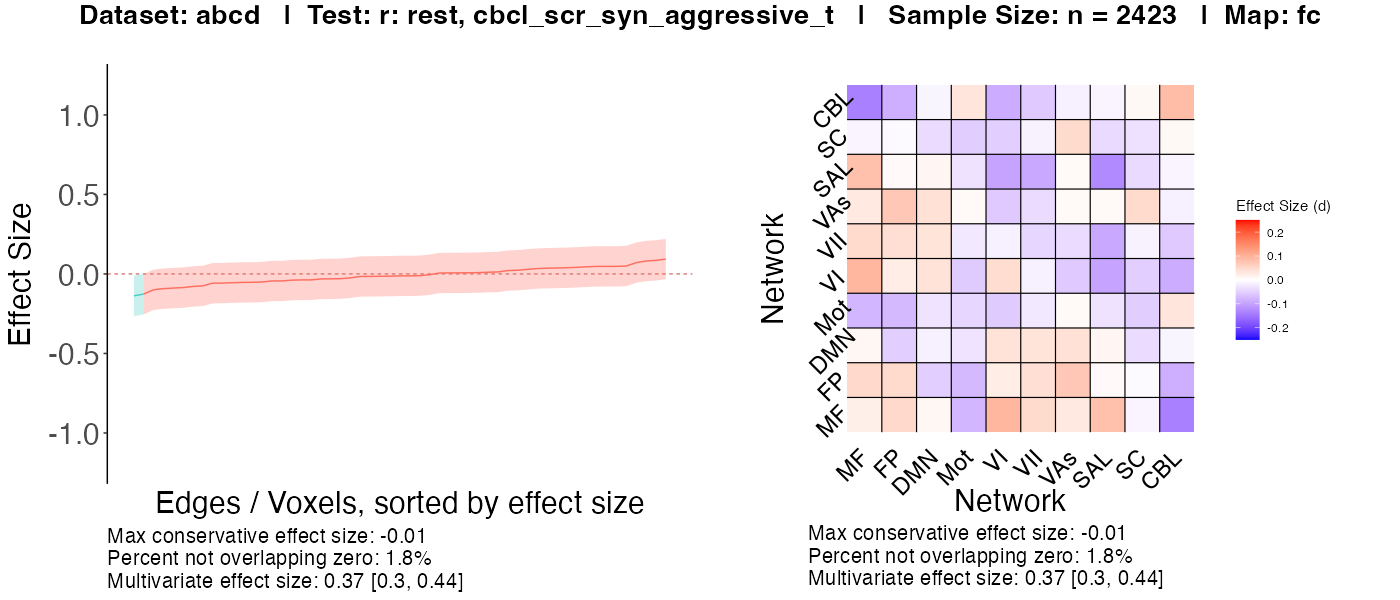 Dataset: abcd | Test: r: rest, cbcl_scr_syn_aggressive_t | Sample Size: n = 2423 | Map: fc
Effect Size
1.0
0.5
0.0
-0.5
-1.0
Edges / Voxels, sorted by effect size
Max conservative effect size: -0.01
Percent not overlapping zero: 1.8%
Multivariate effect size: 0.37 [0.3, 0.44]
Network
CBL
SC
SAL
VAs
VII
VI
Mot
DMN
FP
MF
MF
FP
DMN
Mot
VI
VII
VAs
SAL
SC
CBL
Network
Effect Size (d)
0.2
0.1
0.0
-0.1
-0.2
Max conservative effect size: -0.01
Percent not overlapping zero: 1.8%
Multivariate effect size: 0.37 [0.3, 0.44]